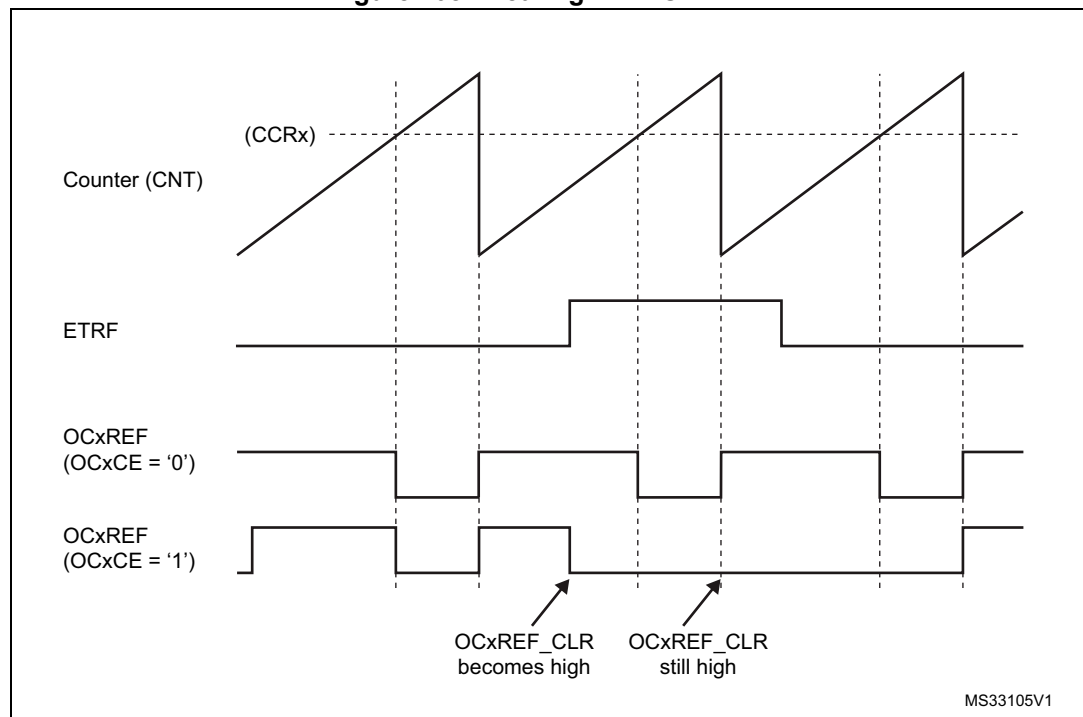 (CCRx)
Counter (CNT)
ETRF
OCxREF
(OCxCE = ‘0’)
OCxREF
(OCxCE = ‘1’)
OCxREF_CLR
becomes high
OCxREF_CLR
still high
MS33105V1